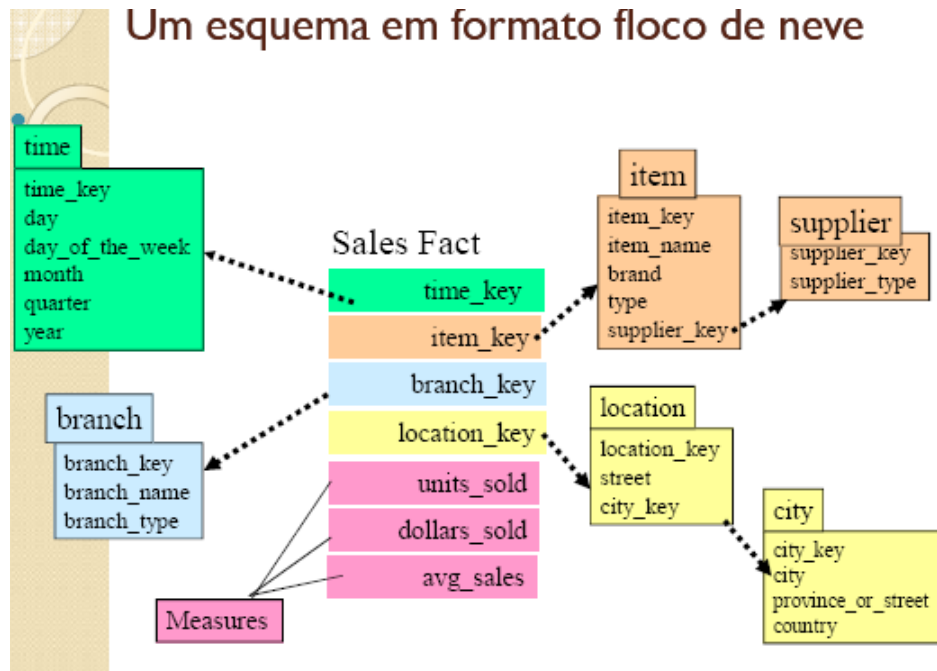 Um esquema em formato floco de neve
time
time_key
day
day_of_the_week
month
quarter
year
Sales Fact
time_key
item_key
branch_key
location_key
units_sold
dollars_sold
avg_sales
Measures
branch
branch_key
branch_name
branch_type
item
item_key
item_name
brand
type
supplier_key
supplier
supplier_key
supplier_type
location
location_key
street
city_key
city
city_key
city
province_or_street
country